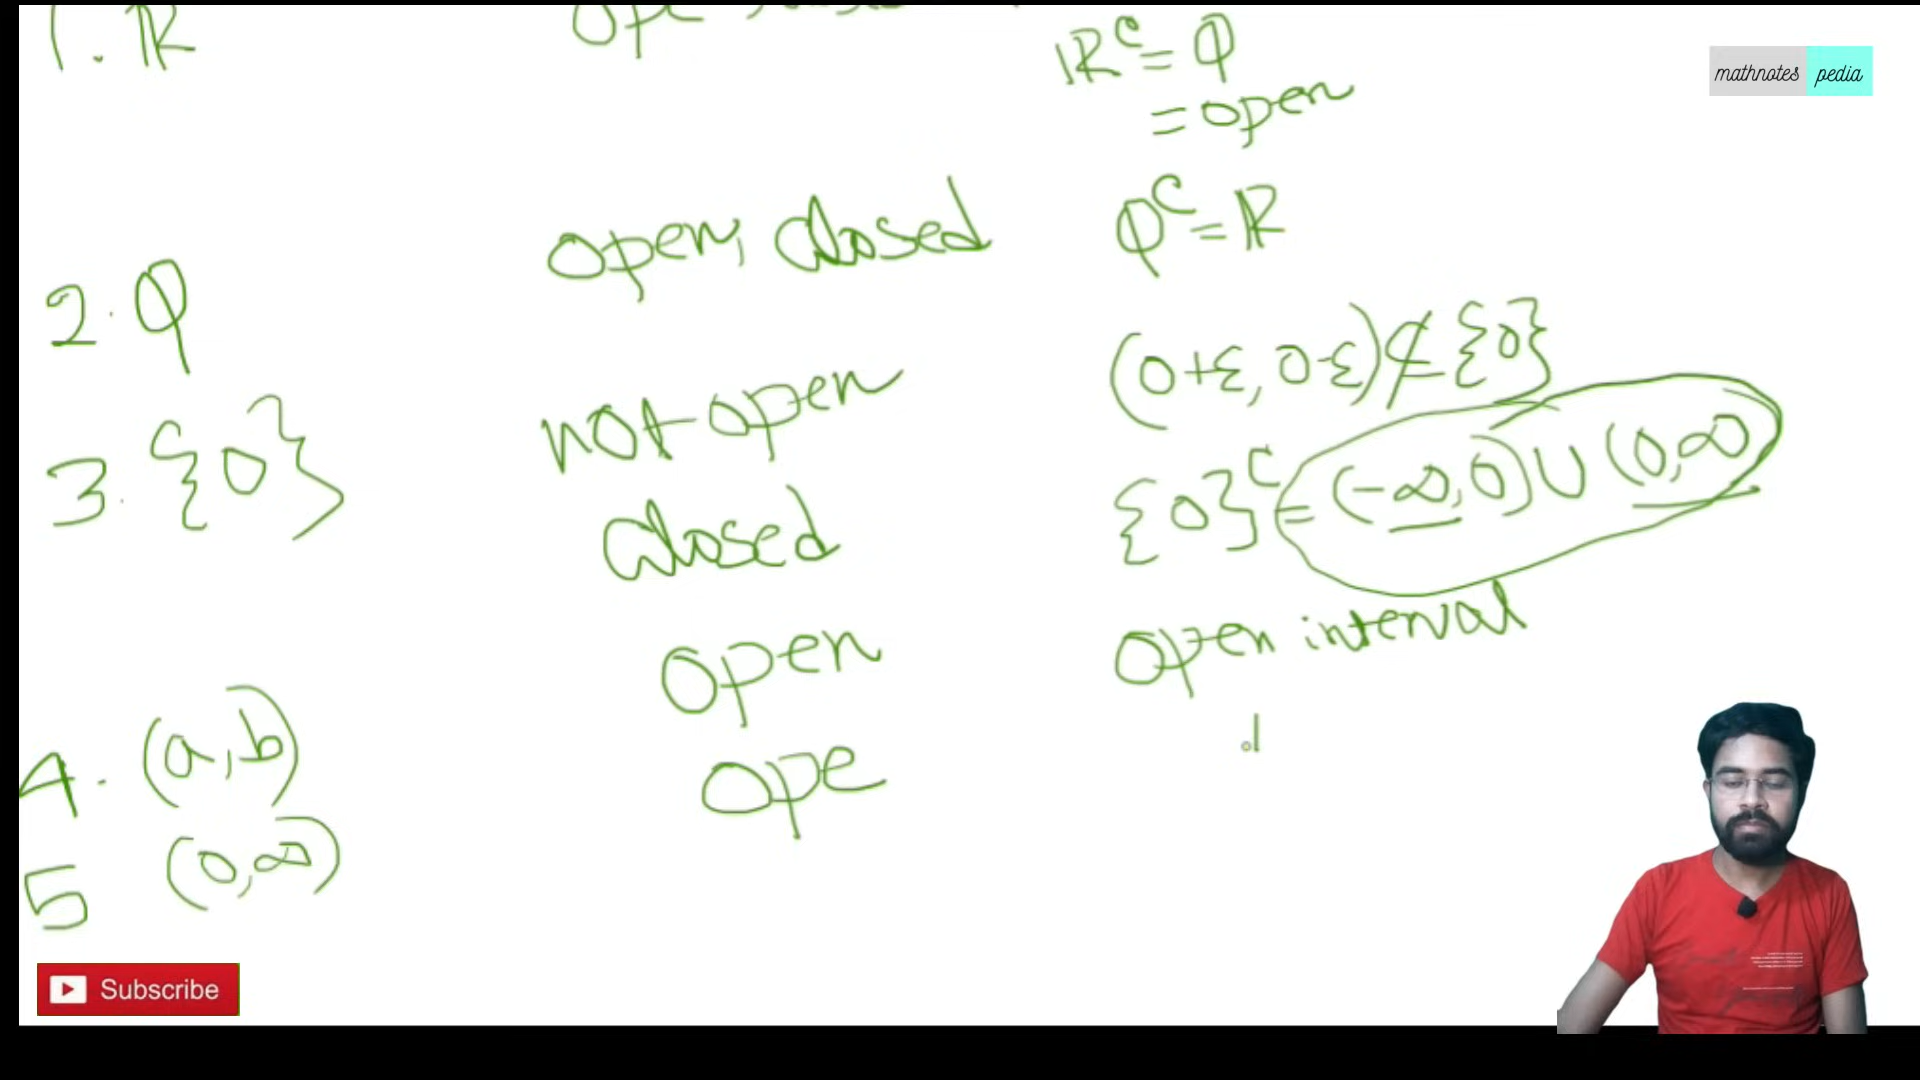 1. ℝ
ℝᶜ = φ
= open
2. φ open, closed φᶜ = ℝ
3. {0} not open (0+ε, 0-ε) ⊄ {0}
closed {0}ᶜ = (-∞, 0) ∪ (0, ∞
4. (a, b) open open interval
5 (0, ∞) ope
mathnotes pedia
Subscribe